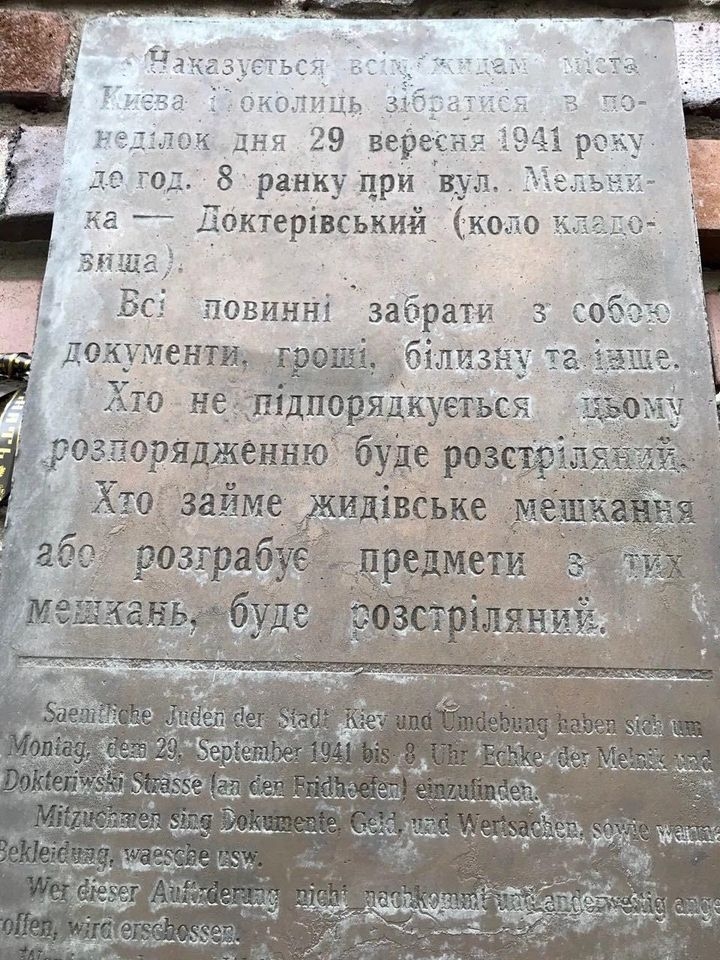 Наказується всім жидам міста
Києва і околиць зібратися в по-
неділок дня 29 вересня 1941 року
до год. 8 ранку при вул. Мельни-
ка — Доктерівський (коло кладо-
вища).
Всі повинні забрати з собою
документи, гроші, білизну та інше.
Хто не підпорядкується цьому
розпорядженню буде розстріляний.
Хто займе жидівське мешкання
або розграбує предмети з тих
мешкань, буде розстріляний.
Saemtliche Juden der Stadt Kiev und Umdebung haben sich um
Montag, dem 29. September 1941 bis 8 Uhr Echke der Melnik und
Dokteriwski Strasse (an den Fridhoefen) einzufinden.
Mitzuehmen sing Dokumente, Geld, und Wertsachen, sowie warma
Bekleidung, waesche usw.
Wer dieser Aufforderung nicht nachkommt und anderweitig ange
roffen, wird erschossen.